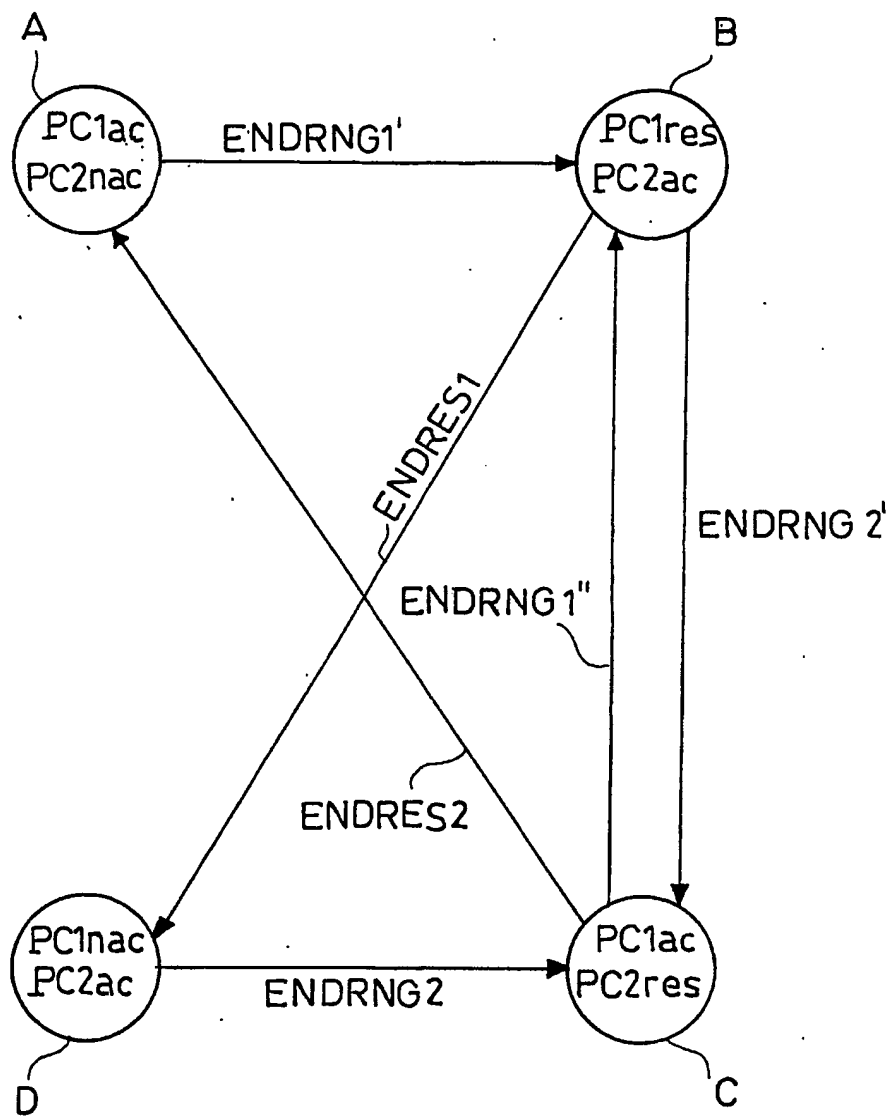 A
B
PC1ac
PC2nac
ENDRNG1'
PC1res
PC2ac
ENDRES1
ENDRNG 2'
ENDRNG1"
ENDRES2
PC1nac
PC2ac
ENDRNG2
PC1ac
PC2res
D
C